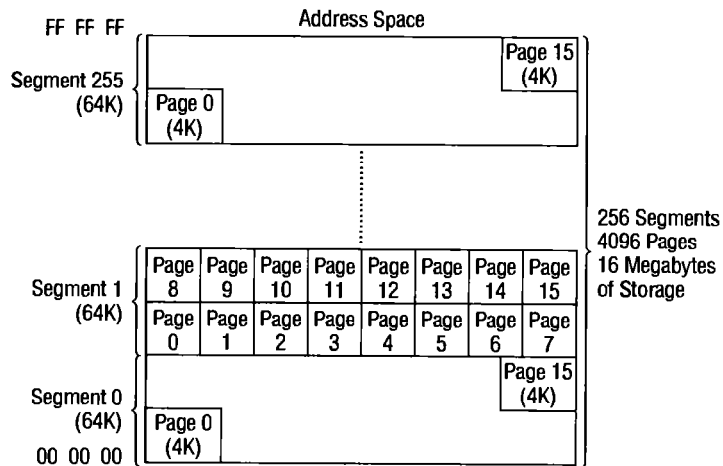 Address Space
FF FF FF
Page 15
(4K)
Segment 255
(64K)
Page 0
(4K)
256 Segments
4096 Pages
16 Megabytes
of Storage
Segment 1
(64K)
Page Page Page Page Page Page Page Page
8 9 10 11 12 13 14 15
Page Page Page Page Page Page Page Page
0 1 2 3 4 5 6 7
Page 15
(4K)
Segment 0
(64K)
Page 0
(4K)
00 00 00